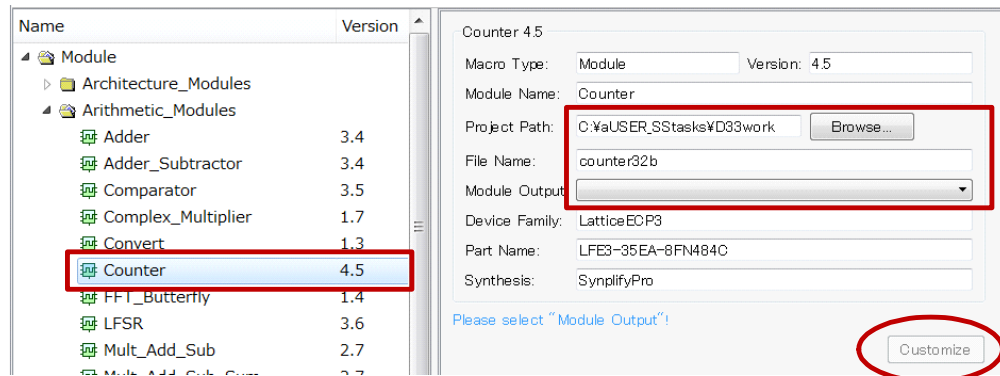 Name Version
Module
Architecture_Modules
Arithmetic_Modules
Adder 3.4
Adder_Subtractor 3.4
Comparator 3.5
Complex_Multiplier 1.7
Convert 1.3
Counter 4.5
FFT_Butterfly 1.4
LFSR 3.6
Mult_Add_Sub 2.7
Mult_Add_Sub_Sum 2.7
Counter 4.5
Macro Type: Module Version: 4.5
Module Name: Counter
Project Path: C:¥aUSER_SStasks¥D33work Browse...
File Name: counter32b
Module Output
Device Family: LatticeECP3
Part Name: LFE3-35EA-8FN484C
Synthesis: SynplifyPro
Please select "Module Output"!
Customize